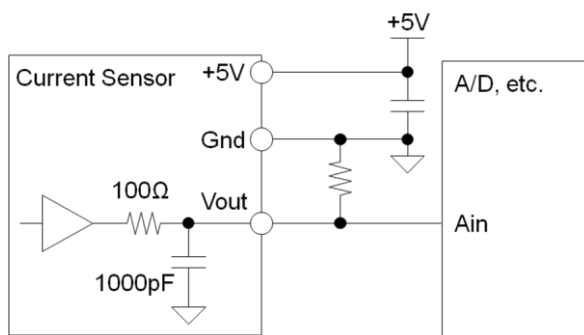 +5V
Current Sensor
+5V
A/D, etc.
Gnd
100Ω
Vout
Ain
1000pF